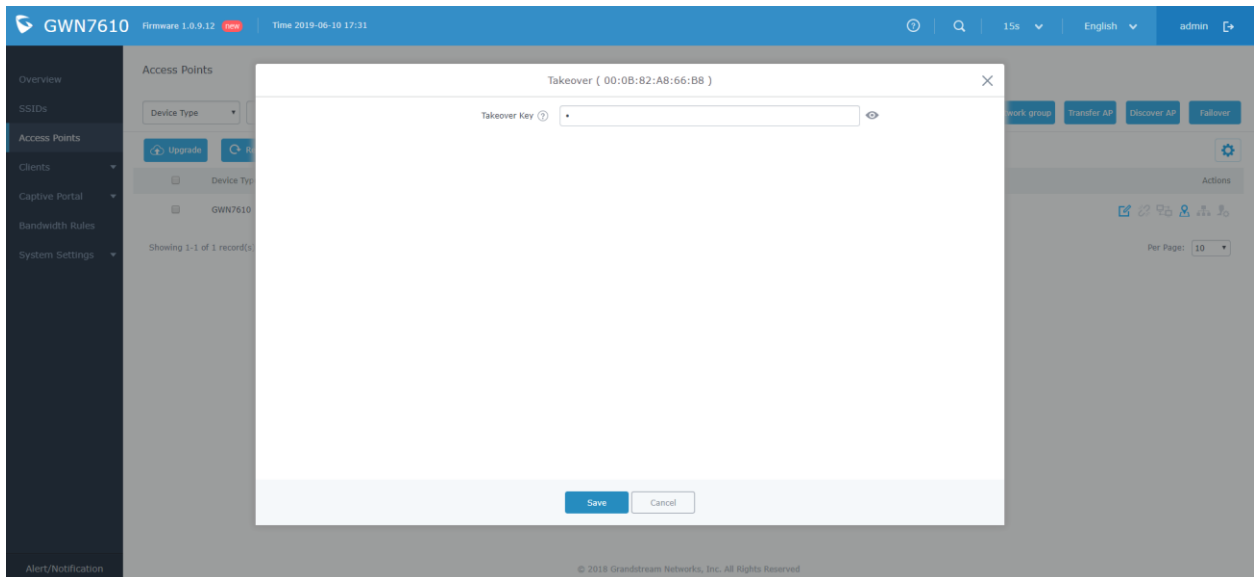 GWN7610 Firmware 1.0.9.12 new Time 2019-06-10 17:31 15s English admin
Overview
SSIDs
Access Points
Clients
Captive Portal
Bandwidth Rules
System Settings
Alert/Notification
Access Points
Device Type
work group Transfer AP Discover AP Failover
Upgrade
Device Typ
Actions
GWN7610
Showing 1-1 of 1 record(s
Per Page: 10
Takeover ( 00:0B:82:A8:66:B8 )
Takeover Key ? •
Save Cancel
© 2018 Grandstream Networks, Inc. All Rights Reserved